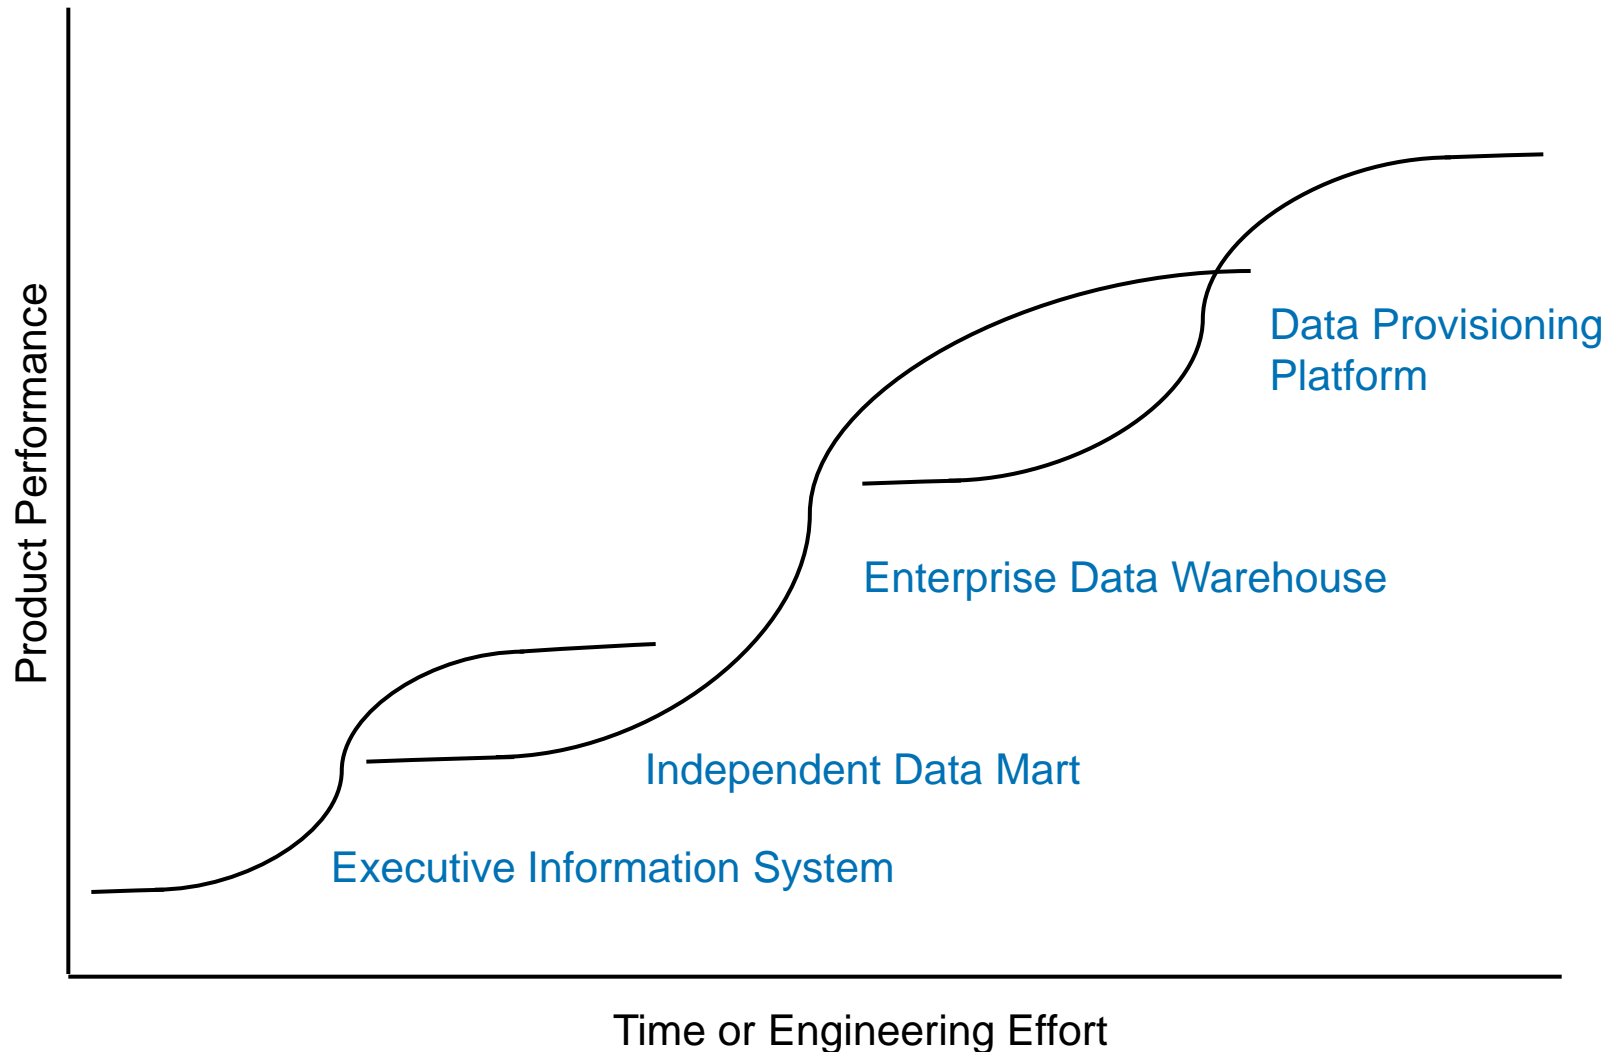 Product Performance
Data Provisioning
Platform
Enterprise Data Warehouse
Independent Data Mart
Executive Information System
Time or Engineering Effort